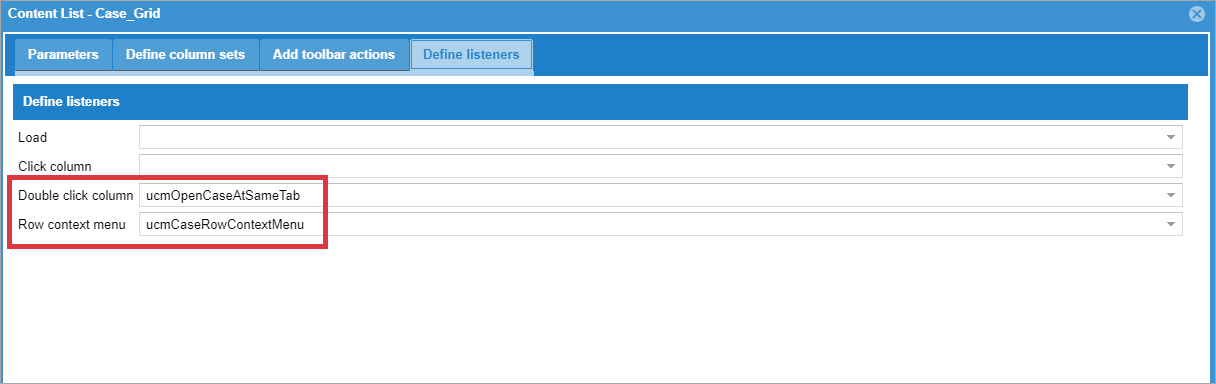 Content List - Case_Grid
Parameters Define column sets Add toolbar actions Define listeners
Define listeners
Load
Click column
Double click column ucmOpenCaseAtSameTab
Row context menu ucmCaseRowContextMenu